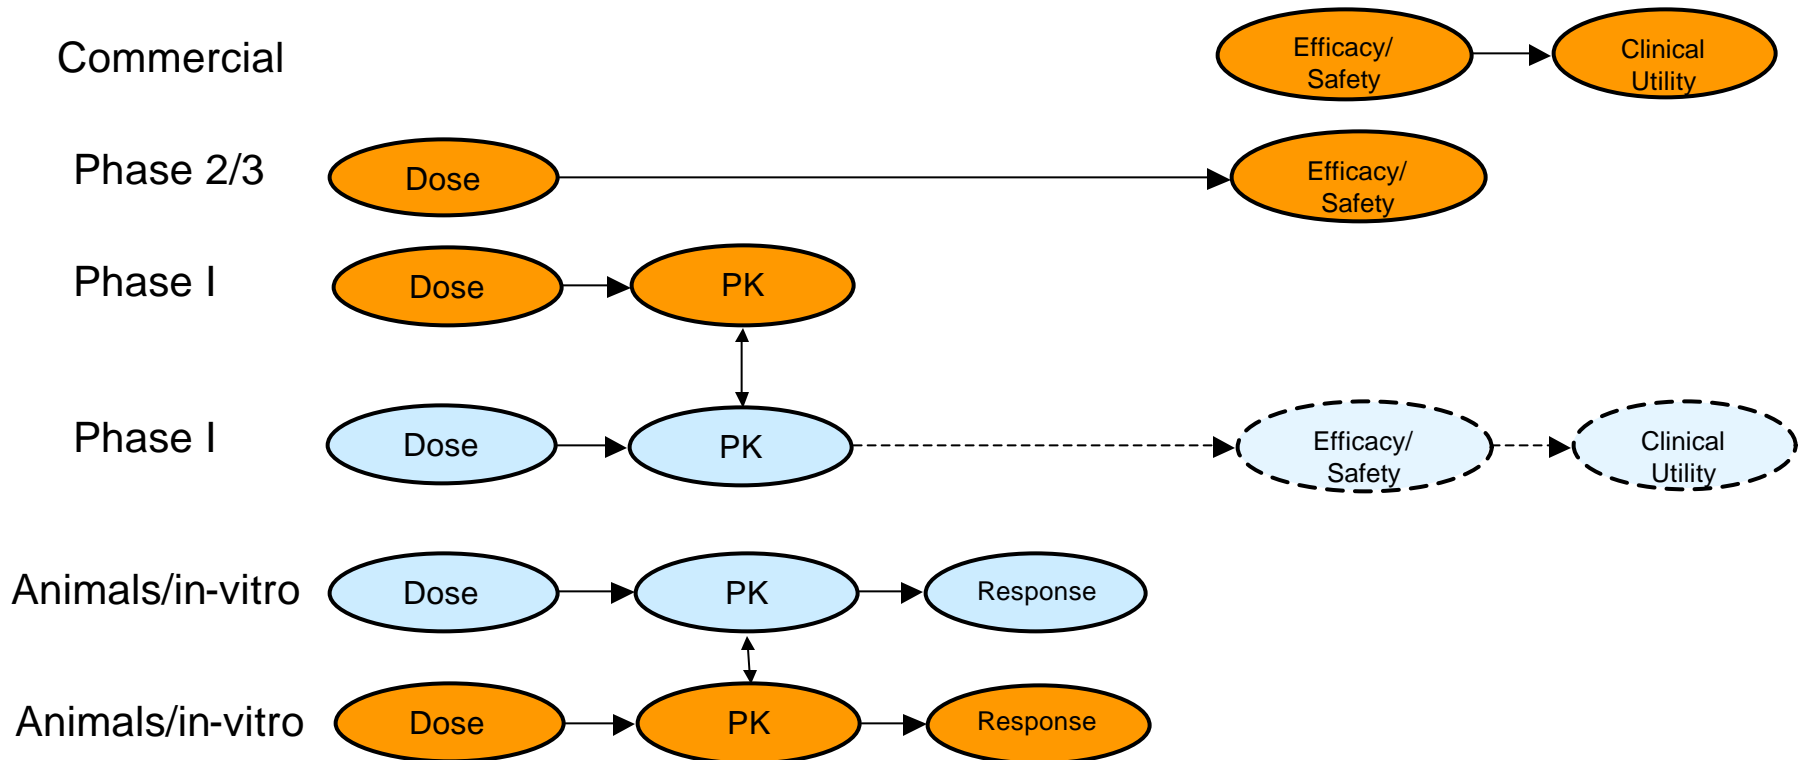 Commercial
Efficacy/
Safety
Clinical
Utility
Phase 2/3
Dose
Efficacy/
Safety
Phase I
Dose
PK
Phase I
Dose
PK
Efficacy/
Safety
Clinical
Utility
Animals/in-vitro
Dose
PK
Response
Animals/in-vitro
Dose
PK
Response